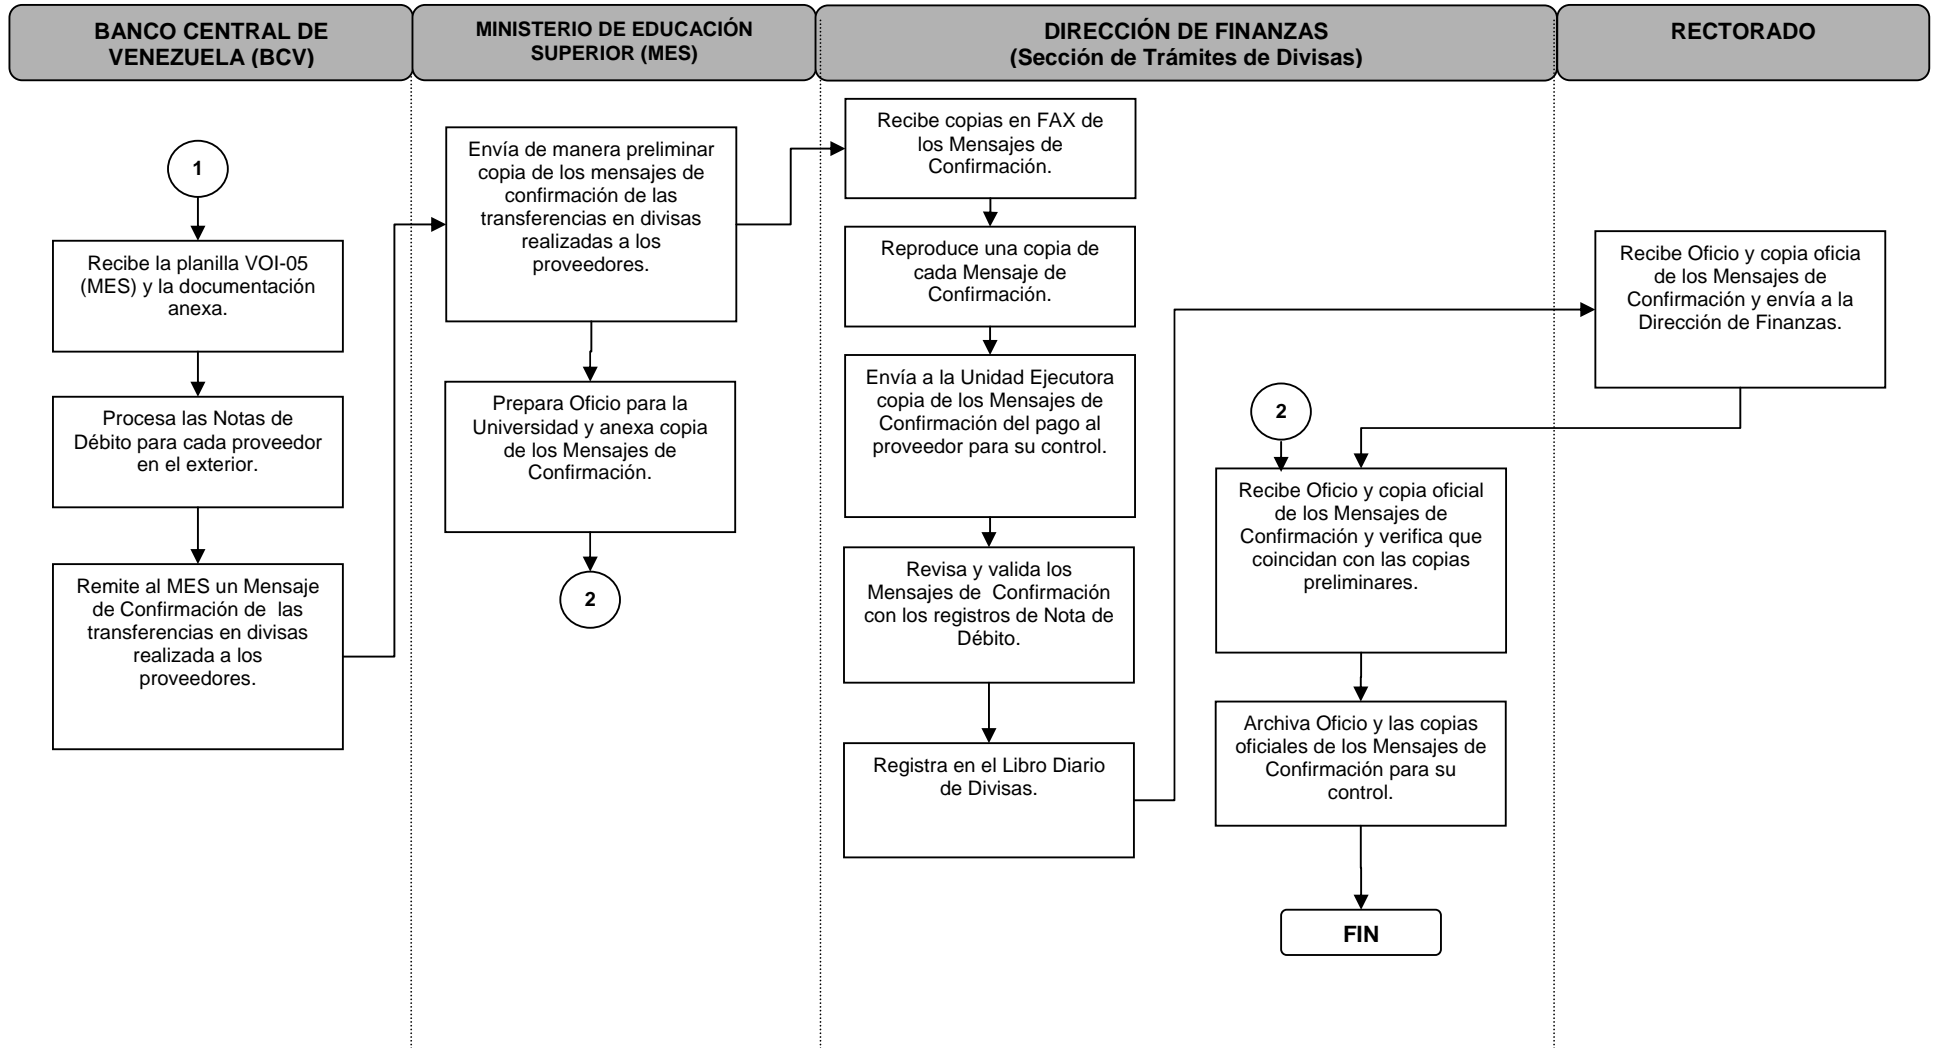 BANCO CENTRAL DE
VENEZUELA (BCV)
MINISTERIO DE EDUCACIÓN
SUPERIOR (MES)
DIRECCIÓN DE FINANZAS
(Sección de Trámites de Divisas)
RECTORADO
1
Recibe la planilla VOI-05
(MES) y la documentación
anexa.
Procesa las Notas de
Débito para cada proveedor
en el exterior.
Remite al MES un Mensaje
de Confirmación de las
transferencias en divisas
realizada a los
proveedores.
Envía de manera preliminar
copia de los mensajes de
confirmación de las
transferencias en divisas
realizadas a los
proveedores.
Prepara Oficio para la
Universidad y anexa copia
de los Mensajes de
Confirmación.
2
Recibe copias en FAX de
los Mensajes de
Confirmación.
Reproduce una copia de
cada Mensaje de
Confirmación.
Envía a la Unidad Ejecutora
copia de los Mensajes de
Confirmación del pago al
proveedor para su control.
Revisa y valida los
Mensajes de Confirmación
con los registros de Nota de
Débito.
Registra en el Libro Diario
de Divisas.
Recibe Oficio y copia oficia
de los Mensajes de
Confirmación y envía a la
Dirección de Finanzas.
2
Recibe Oficio y copia oficial
de los Mensajes de
Confirmación y verifica que
coincidan con las copias
preliminares.
Archiva Oficio y las copias
oficiales de los Mensajes de
Confirmación para su
control.
FIN